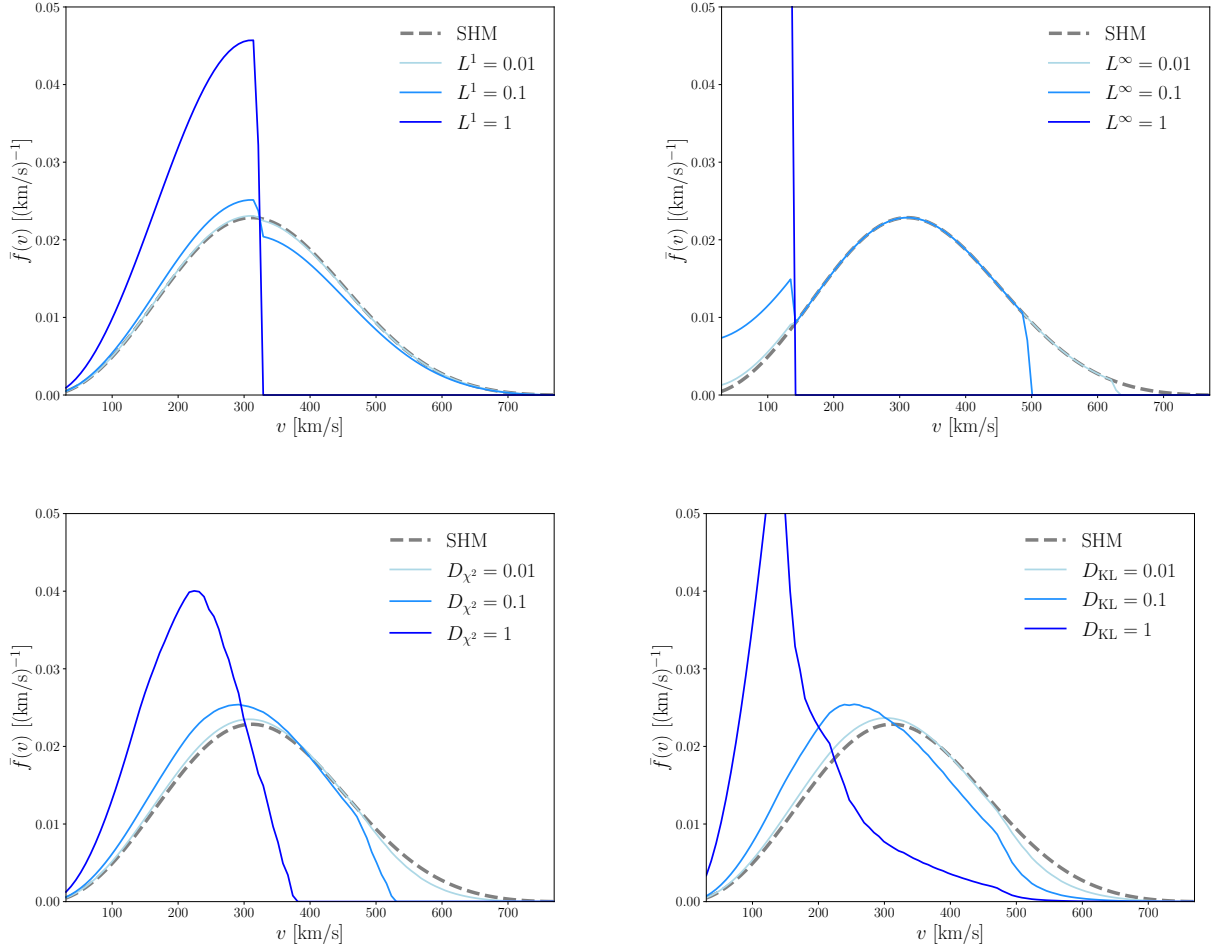 0.05
0.04
0.03
0.02
0.01
0.00
f̄(v) [(km/s)⁻¹]
SHM
L¹ = 0.01
L¹ = 0.1
L¹ = 1
100 200 300 400 500 600 700
v [km/s]
0.05
0.04
0.03
0.02
0.01
0.00
f̄(v) [(km/s)⁻¹]
SHM
L^∞ = 0.01
L^∞ = 0.1
L^∞ = 1
100 200 300 400 500 600 700
v [km/s]
0.05
0.04
0.03
0.02
0.01
0.00
f̄(v) [(km/s)⁻¹]
SHM
D_χ² = 0.01
D_χ² = 0.1
D_χ² = 1
100 200 300 400 500 600 700
v [km/s]
0.05
0.04
0.03
0.02
0.01
0.00
f̄(v) [(km/s)⁻¹]
SHM
D_KL = 0.01
D_KL = 0.1
D_KL = 1
100 200 300 400 500 600 700
v [km/s]